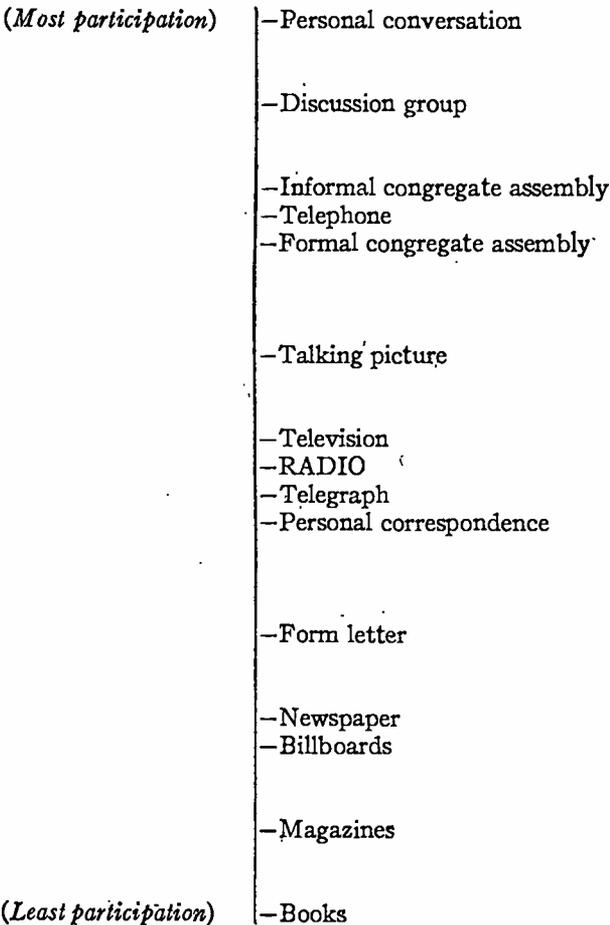 (Most participation) —Personal conversation
—Discussion group
—Informal congregate assembly
—Telephone
—Formal congregate assembly
—Talking picture
—Television
—RADIO
—Telegraph
—Personal correspondence
—Form letter
—Newspaper
—Billboards
—Magazines
(Least participation) —Books